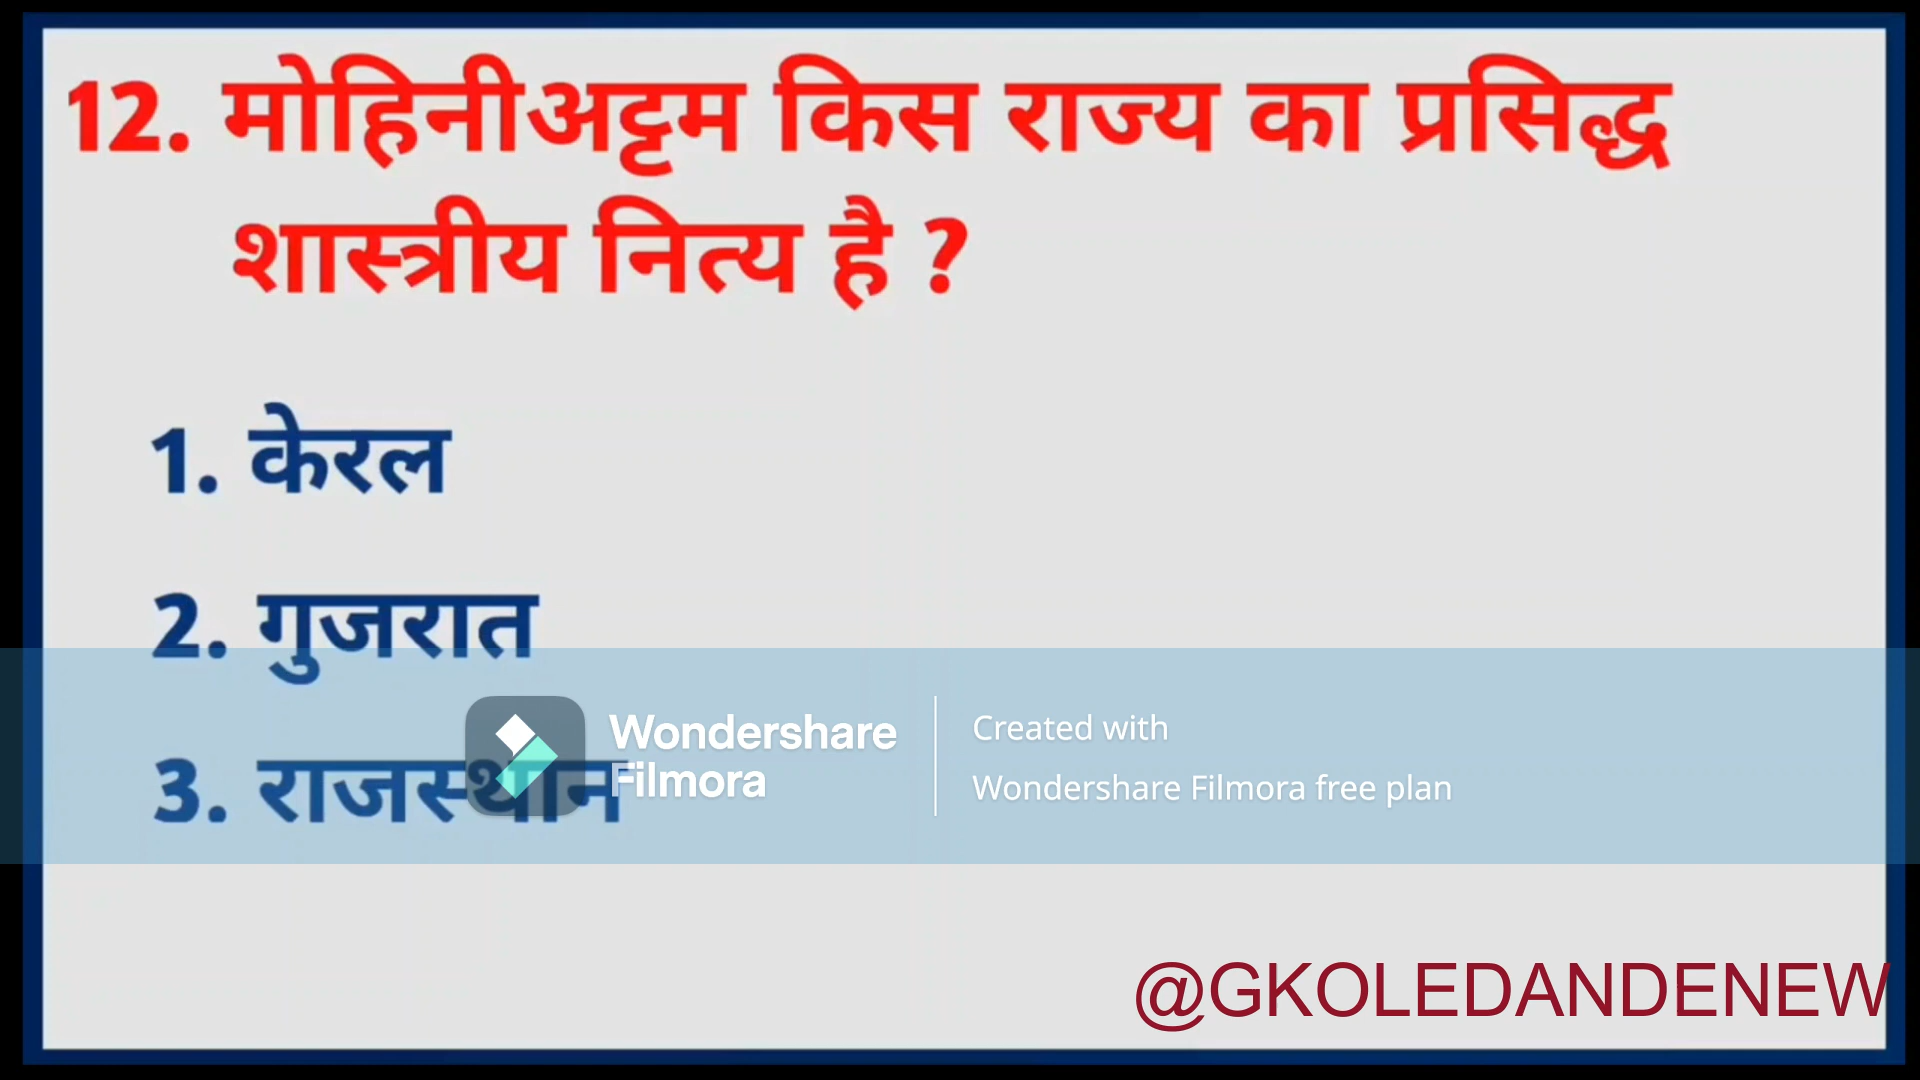 12. मोहिनीअट्टम किस राज्य का प्रसिद्ध
शास्त्रीय नित्य है ?
1. केरल
2. गुजरात
3. राजस्थान
Wondershare
Filmora
Created with
Wondershare Filmora free plan
@GKOLEDANDENEW